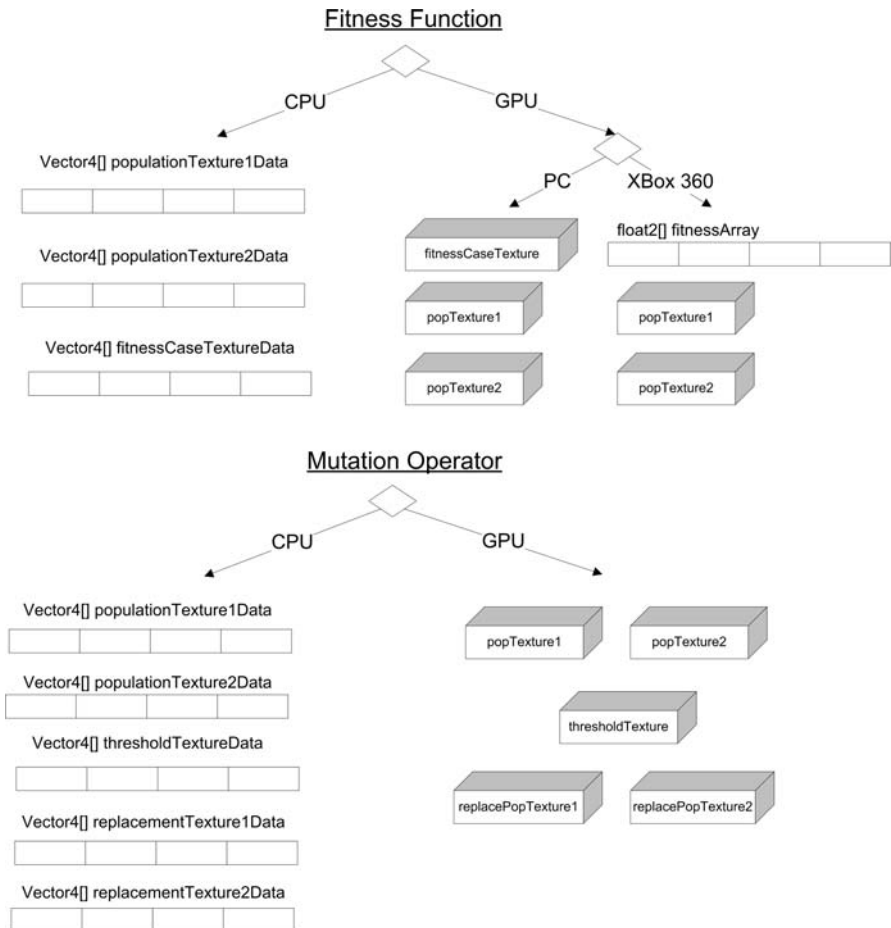 Fitness Function
CPU
GPU
Vector4[] populationTexture1Data
PC
XBox 360
Vector4[] populationTexture2Data
fitnessCaseTexture
float2[] fitnessArray
popTexture1
popTexture1
Vector4[] fitnessCaseTextureData
popTexture2
popTexture2
Mutation Operator
CPU
GPU
Vector4[] populationTexture1Data
popTexture1
popTexture2
Vector4[] populationTexture2Data
thresholdTexture
Vector4[] thresholdTextureData
replacePopTexture1
replacePopTexture2
Vector4[] replacementTexture1Data
Vector4[] replacementTexture2Data